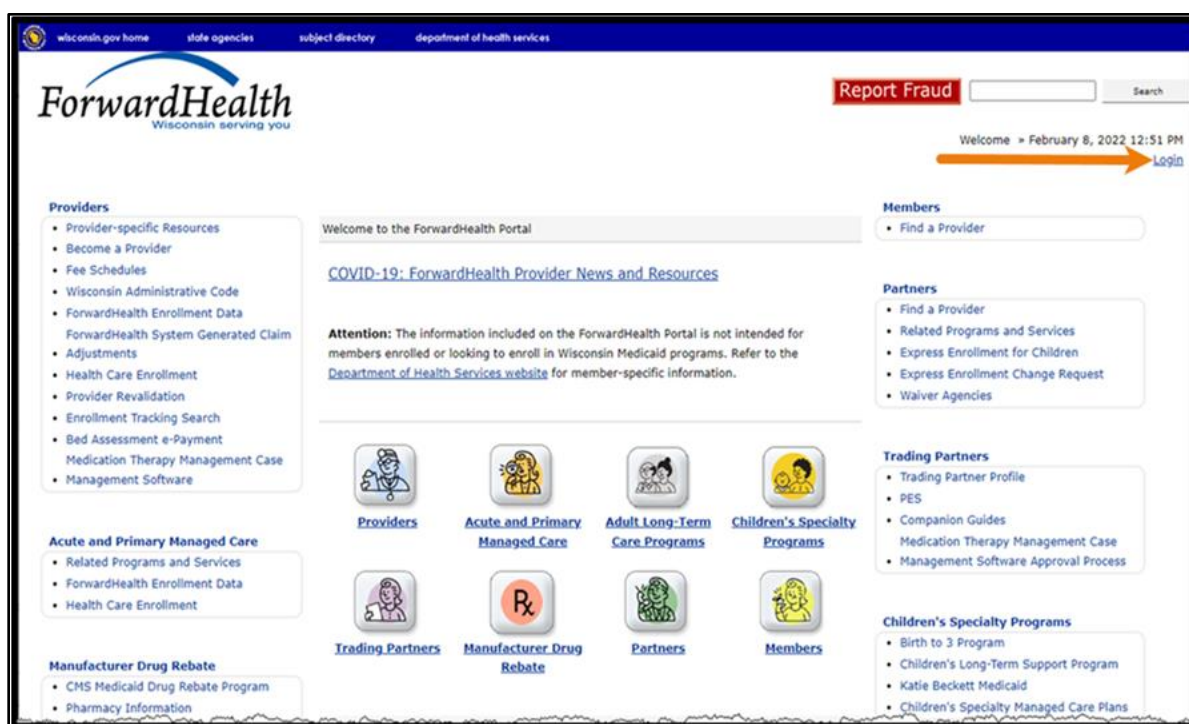 wisconsin.gov home state agencies subject directory department of health services
ForwardHealth
Wisconsin serving you
Report Fraud
Search
Welcome » February 8, 2022 12:51 PM
Login
Providers
• Provider-specific Resources
• Become a Provider
• Fee Schedules
• Wisconsin Administrative Code
• ForwardHealth Enrollment Data
ForwardHealth System Generated Claim
• Adjustments
• Health Care Enrollment
• Provider Revalidation
• Enrollment Tracking Search
• Bed Assessment e-Payment
Medication Therapy Management Case
• Management Software
Acute and Primary Managed Care
• Related Programs and Services
• ForwardHealth Enrollment Data
• Health Care Enrollment
Manufacturer Drug Rebate
• CMS Medicaid Drug Rebate Program
• Pharmacy Information
Welcome to the ForwardHealth Portal
COVID-19: ForwardHealth Provider News and Resources
Attention: The information included on the ForwardHealth Portal is not intended for
members enrolled or looking to enroll in Wisconsin Medicaid programs. Refer to the
Department of Health Services website for member-specific information.
Providers
Acute and Primary
Managed Care
Adult Long-Term
Care Programs
Children's Specialty
Programs
Trading Partners
Rx
Manufacturer Drug
Rebate
Partners
Members
Members
• Find a Provider
Partners
• Find a Provider
• Related Programs and Services
• Express Enrollment for Children
• Express Enrollment Change Request
• Waiver Agencies
Trading Partners
• Trading Partner Profile
• PES
• Companion Guides
Medication Therapy Management Case
• Management Software Approval Process
Children's Specialty Programs
• Birth to 3 Program
• Children's Long-Term Support Program
• Katie Beckett Medicaid
• Children's Specialty Managed Care Plans